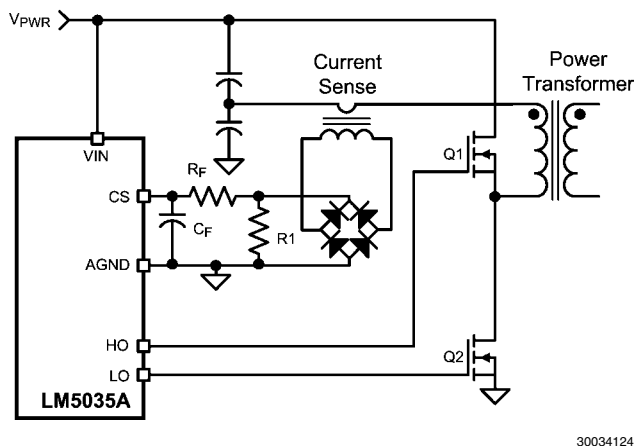 VPWR
Current
Sense
Power
Transformer
VIN
Q1
CS
RF
CF
R1
AGND
HO
Q2
LO
LM5035A
30034124